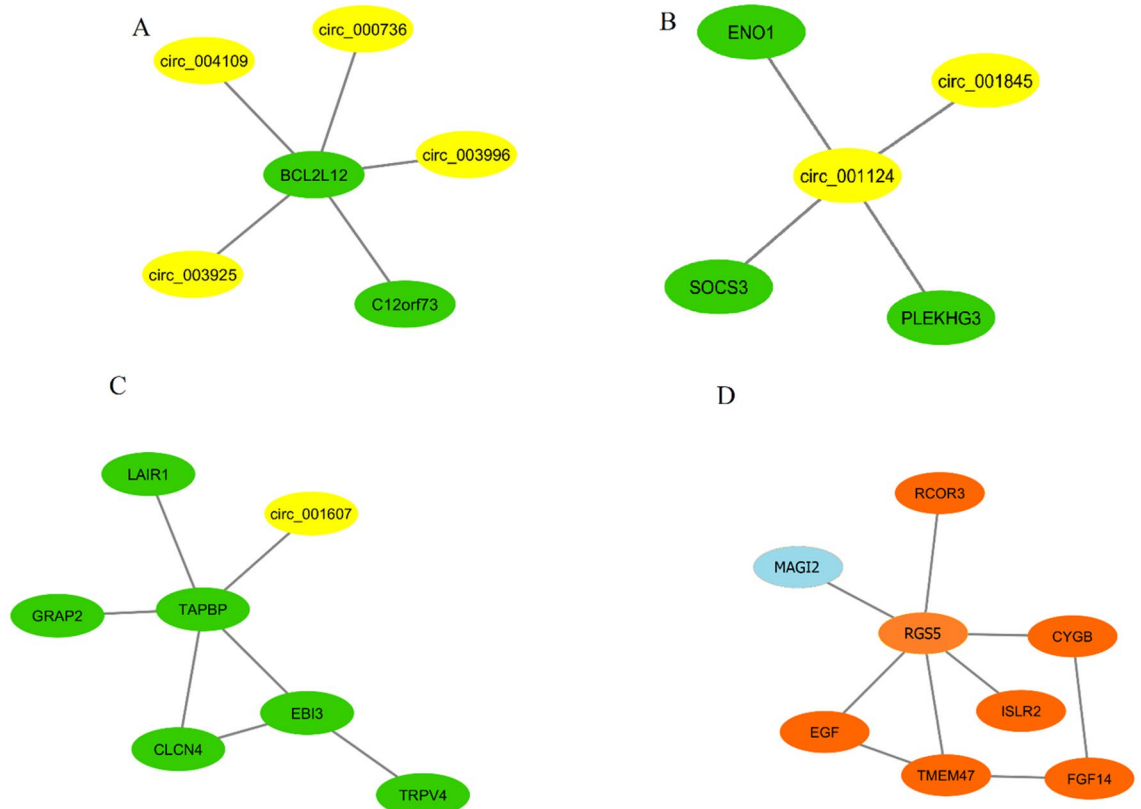 A
circ_000736
circ_004109
circ_003996
BCL2L12
circ_003925
C12orf73
B
ENO1
circ_001845
circ_001124
SOCS3
PLEKHG3
C
LAIR1
circ_001607
GRAP2
TAPBP
EBI3
CLCN4
TRPV4
D
RCOR3
MAGI2
RGS5
CYGB
ISLR2
EGF
TMEM47
FGF14